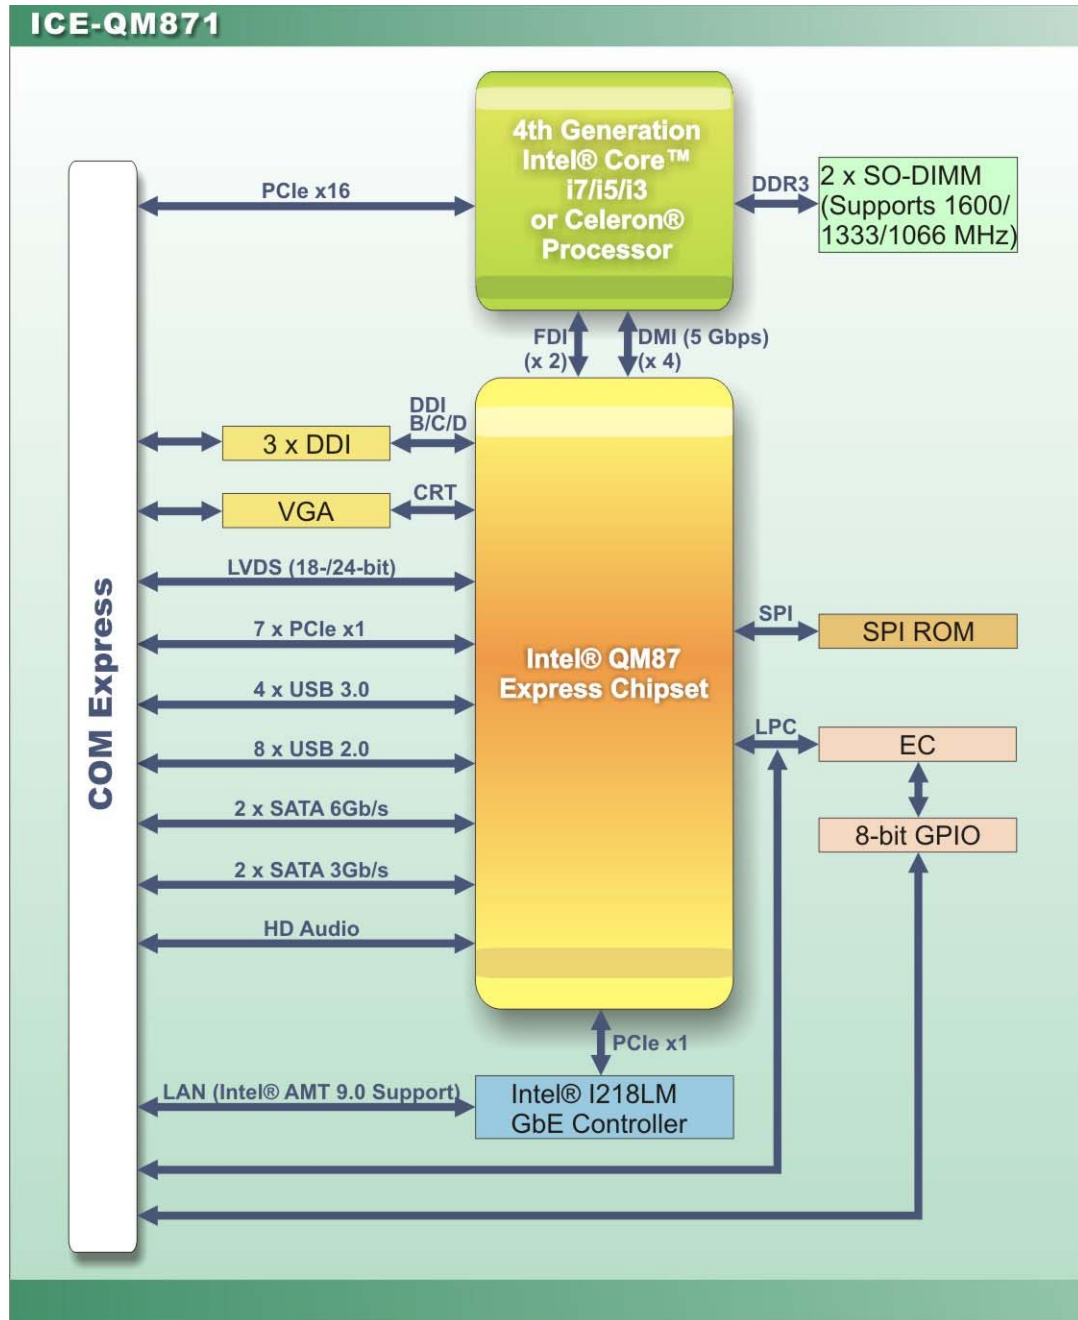 ICE-QM871
4th Generation
Intel® Core™
i7/i5/i3
or Celeron®
Processor
PCIe x16
DDR3
2 x SO-DIMM
(Supports 1600/
1333/1066 MHz)
FDI
(x 2)
DMI (5 Gbps)
(x 4)
DDI
B/C/D
3 x DDI
CRT
VGA
LVDS (18-/24-bit)
7 x PCIe x1
4 x USB 3.0
8 x USB 2.0
2 x SATA 6Gb/s
2 x SATA 3Gb/s
HD Audio
COM Express
Intel® QM87
Express Chipset
SPI
SPI ROM
LPC
EC
8-bit GPIO
PCIe x1
LAN (Intel® AMT 9.0 Support)
Intel® I218LM
GbE Controller